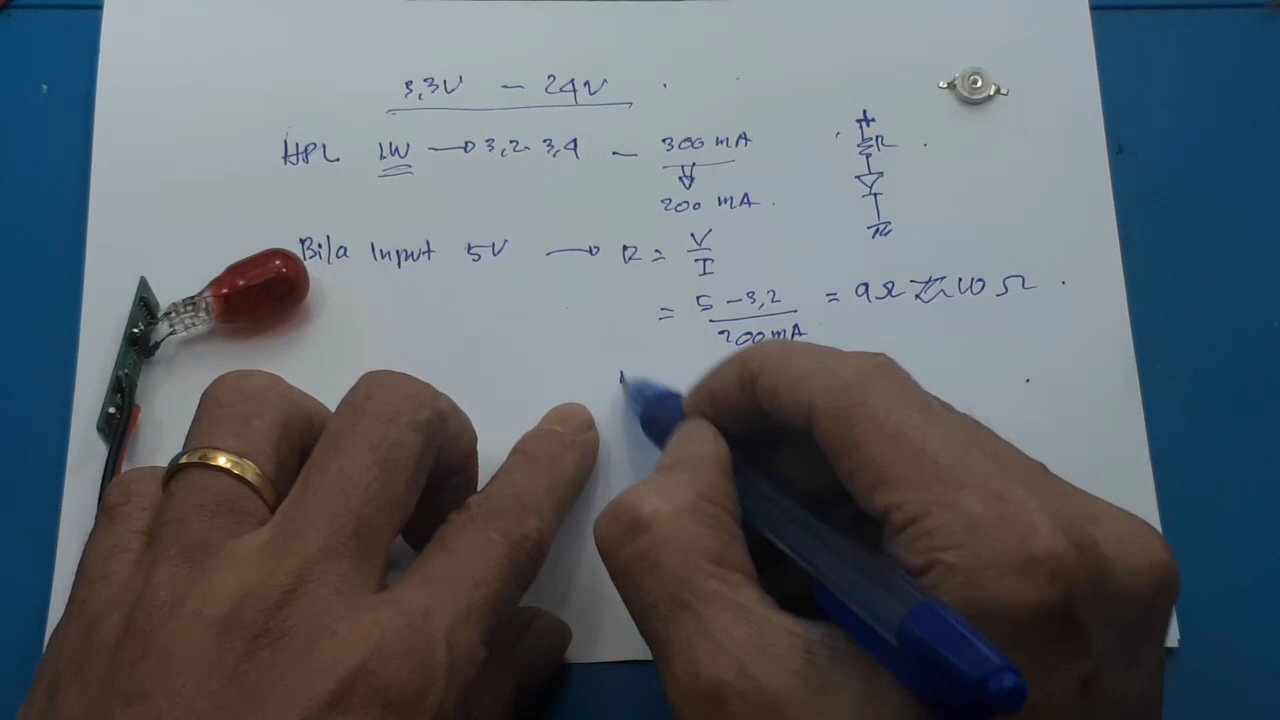 3,3V - 24V
HPL 1W → 3,2 - 3,4 - 300 mA
200 mA
+
R
Bila Input 5V → R = V/I
= 5 - 3,2 / 200mA = 9Ω ≈ 10 Ω